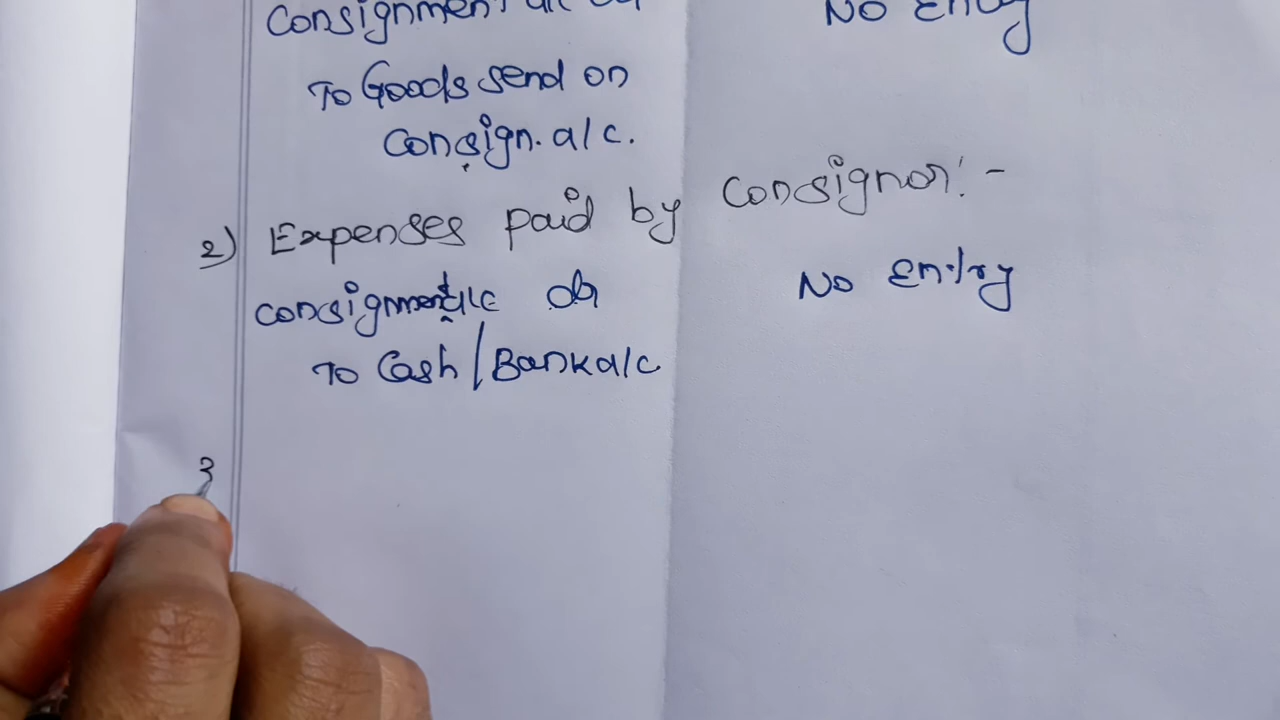 Consignment a/c
No Entry
To Goods send on
Consign. a/c.
2) Expenses paid by Consignor:-
consignment a/c dr
No Entry
To Cash/Bank a/c
3